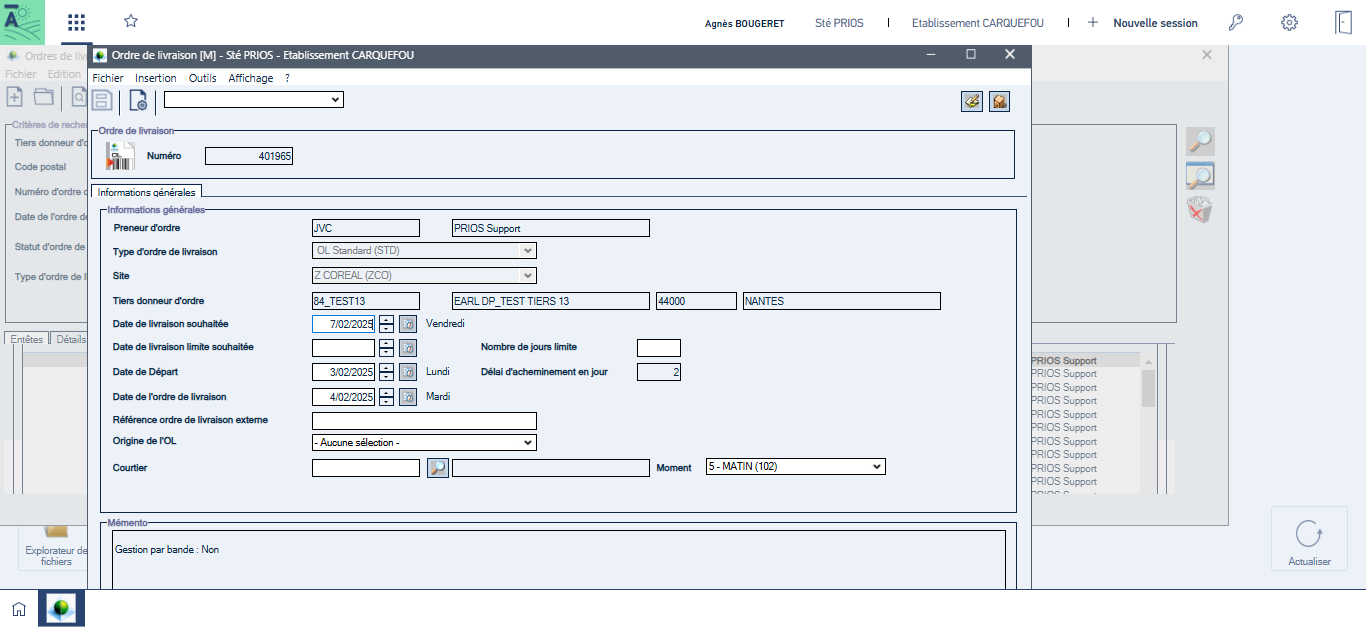 Agnès BOUGERET Sté PRIOS Etablissement CARQUEFOU Nouvelle session
Ordres de liv
Ordre de livraison [M] - Sté PRIOS - Etablissement CARQUEFOU
Fichier Edition
Fichier Insertion Outils Affichage ?
Critères de recher
Ordre de livraison
Tiers donneur d'o
Numéro 401965
Code postal
Numéro d'ordre d
Informations générales
Date de l'ordre de
Informations générales
Preneur d'ordre JVC PRIOS Support
Statut d'ordre de
Type d'ordre de livraison OL Standard (STD)
Type d'ordre de l
Site Z COREAL (ZCO)
Tiers donneur d'ordre 84_TEST13 EARL DP_TEST TIERS 13 44000 NANTES
Date de livraison souhaitée 7/02/2025 Vendredi
Entêtes Détails
Date de livraison limite souhaitée Nombre de jours limite
Date de Départ 3/02/2025 Lundi Délai d'acheminement en jour 2
Date de l'ordre de livraison 4/02/2025 Mardi
Référence ordre de livraison externe
Origine de l'OL - Aucune sélection -
Courtier Moment 5 - MATIN (102)
PRIOS Support
PRIOS Support
PRIOS Support
PRIOS Support
PRIOS Support
PRIOS Support
PRIOS Support
PRIOS Support
PRIOS Support
PRIOS Support
PRIOS Support
Mémento
Gestion par bande : Non
Explorateur de
fichiers
Actualiser